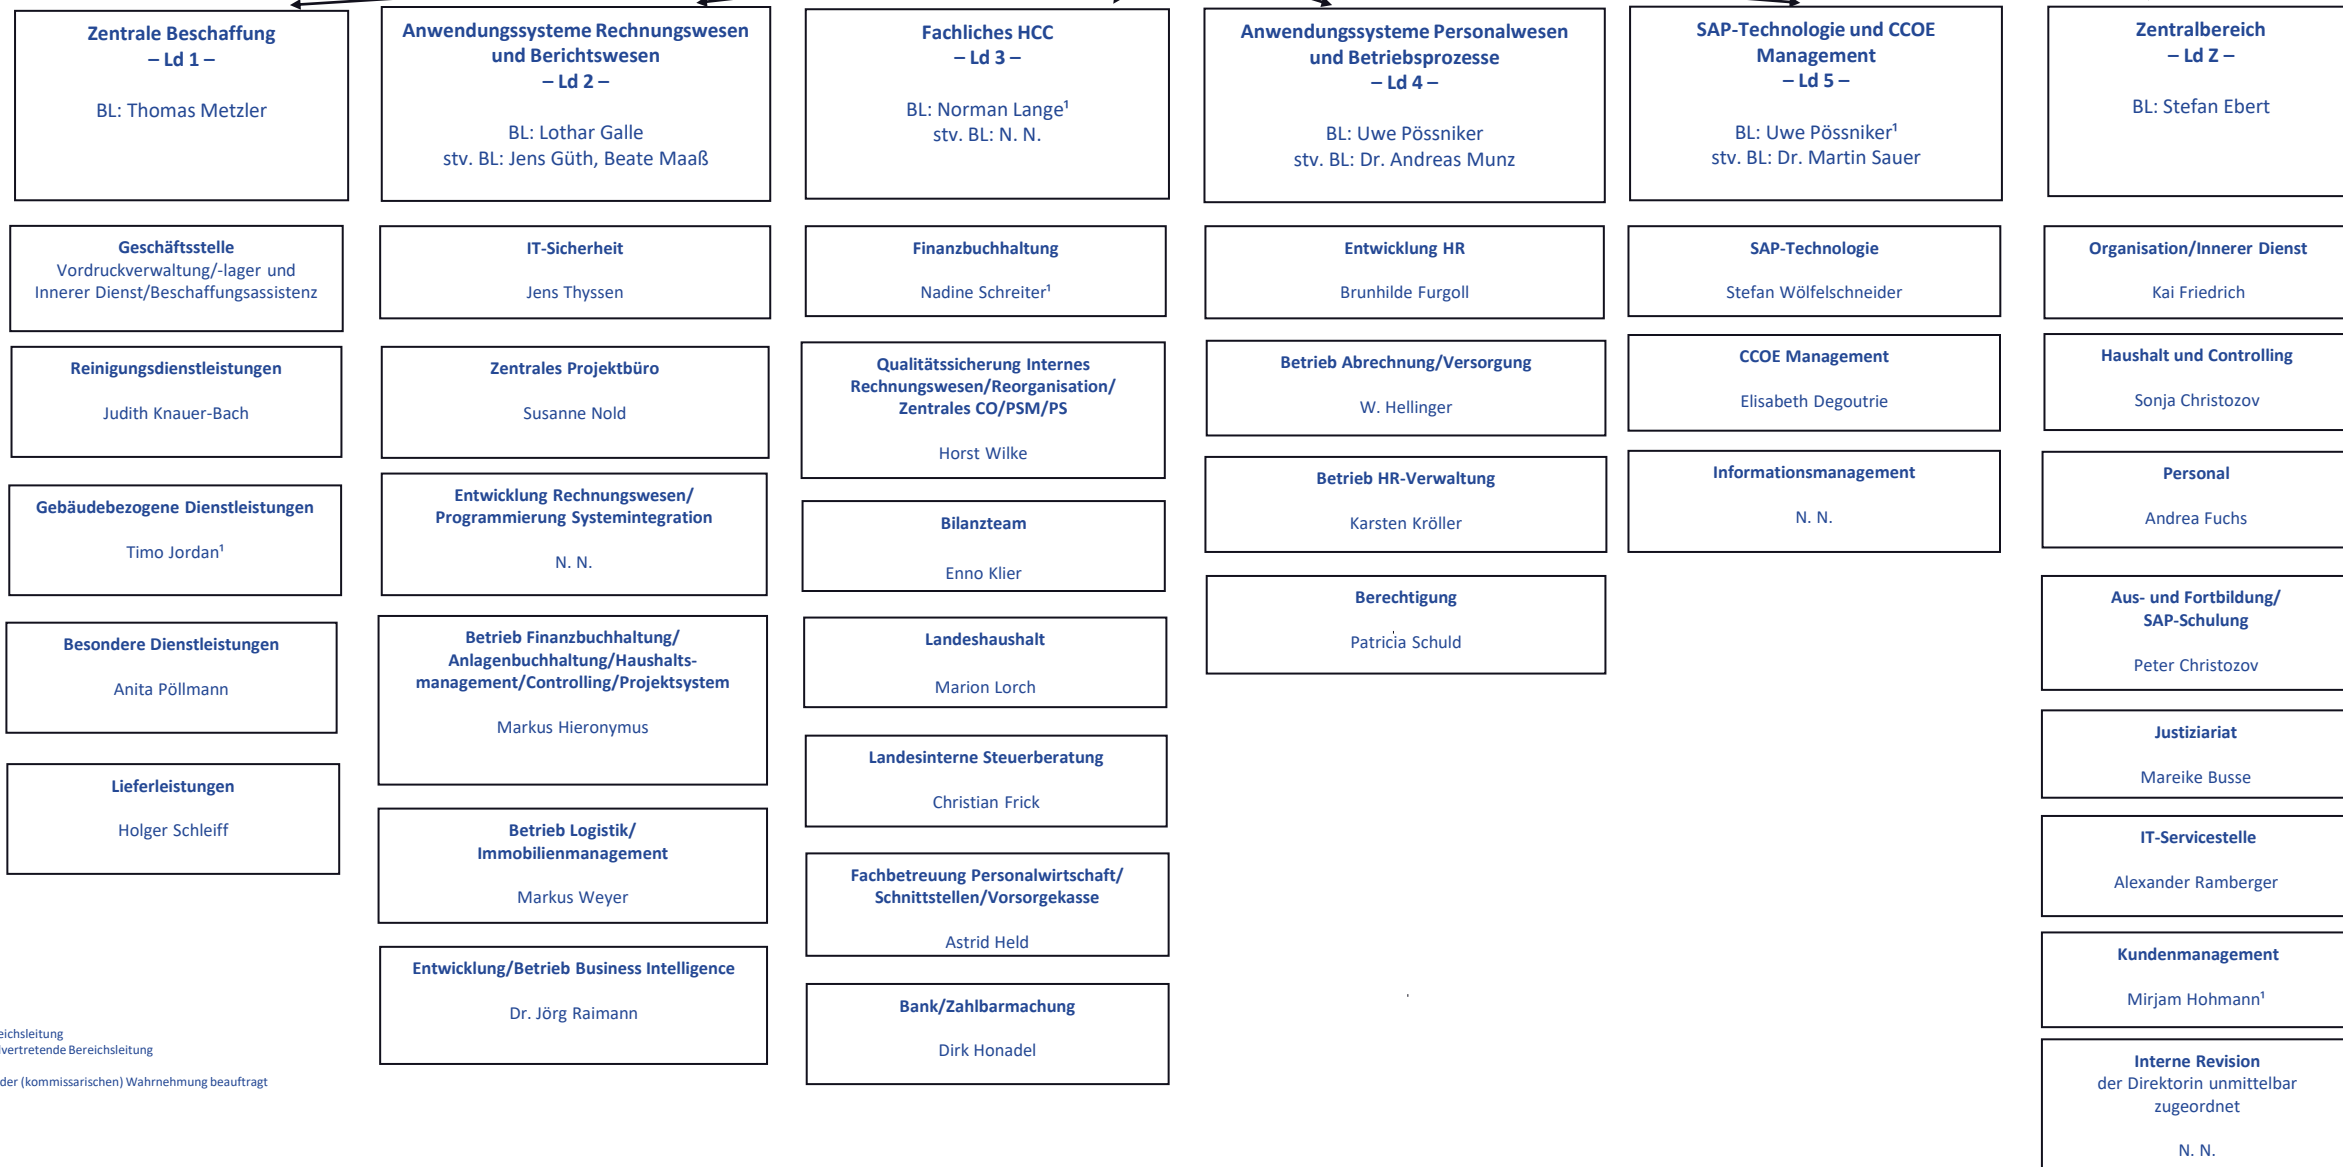 Zentrale Beschaffung
– Ld 1 –
BL: Thomas Metzler
Anwendungssysteme Rechnungswesen
und Berichtswesen
– Ld 2 –
BL: Lothar Galle
stv. BL: Jens Güth, Beate Maaß
Fachliches HCC
– Ld 3 –
BL: Norman Lange¹
stv. BL: N. N.
Anwendungssysteme Personalwesen
und Betriebsprozesse
– Ld 4 –
BL: Uwe Pössniker
stv. BL: Dr. Andreas Munz
SAP-Technologie und CCOE
Management
– Ld 5 –
BL: Uwe Pössniker¹
stv. BL: Dr. Martin Sauer
Zentralbereich
– Ld Z –
BL: Stefan Ebert
Geschäftsstelle
Vordruckverwaltung/-lager und
Innerer Dienst/Beschaffungsassistenz
Reinigungsdienstleistungen
Judith Knauer-Bach
Gebäudebezogene Dienstleistungen
Timo Jordan¹
Besondere Dienstleistungen
Anita Pöllmann
Lieferleistungen
Holger Schleiff
IT-Sicherheit
Jens Thyssen
Zentrales Projektbüro
Susanne Nold
Entwicklung Rechnungswesen/
Programmierung Systemintegration
N. N.
Betrieb Finanzbuchhaltung/
Anlagenbuchhaltung/Haushalts-
management/Controlling/Projektsystem
Markus Hieronymus
Betrieb Logistik/
Immobilienmanagement
Markus Weyer
Entwicklung/Betrieb Business Intelligence
Dr. Jörg Raimann
Finanzbuchhaltung
Nadine Schreiter¹
Qualitätssicherung Internes
Rechnungswesen/Reorganisation/
Zentrales CO/PSM/PS
Horst Wilke
Bilanzteam
Enno Klier
Landeshaushalt
Marion Lorch
Landesinterne Steuerberatung
Christian Frick
Fachbetreuung Personalwirtschaft/
Schnittstellen/Vorsorgekasse
Astrid Held
Bank/Zahlbarmachung
Dirk Honadel
Entwicklung HR
Brunhilde Furgoll
Betrieb Abrechnung/Versorgung
W. Hellinger
Betrieb HR-Verwaltung
Karsten Kröller
Berechtigung
Patricia Schuld
SAP-Technologie
Stefan Wölfelschneider
CCOE Management
Elisabeth Degoutrie
Informationsmanagement
N. N.
Organisation/Innerer Dienst
Kai Friedrich
Haushalt und Controlling
Sonja Christozov
Personal
Andrea Fuchs
Aus- und Fortbildung/
SAP-Schulung
Peter Christozov
Justiziariat
Mareike Busse
IT-Servicestelle
Alexander Ramberger
Kundenmanagement
Mirjam Hohmann¹
Interne Revision
der Direktorin unmittelbar
zugeordnet
N. N.
eichsleitung
lvertretende Bereichsleitung
der (kommissarischen) Wahrnehmung beauftragt